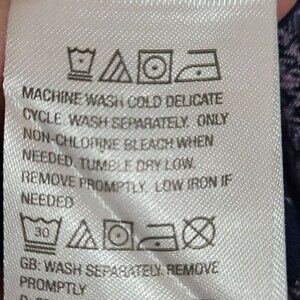 MACHINE WASH COLD DELICATE
CYCLE. WASH SEPARATELY. ONLY
NON-CHLORINE BLEACH WHEN
NEEDED. TUMBLE DRY LOW.
REMOVE PROMPTLY. LOW IRON IF
NEEDED
30
GB: WASH SEPARATELY. REMOVE
PROMPTLY